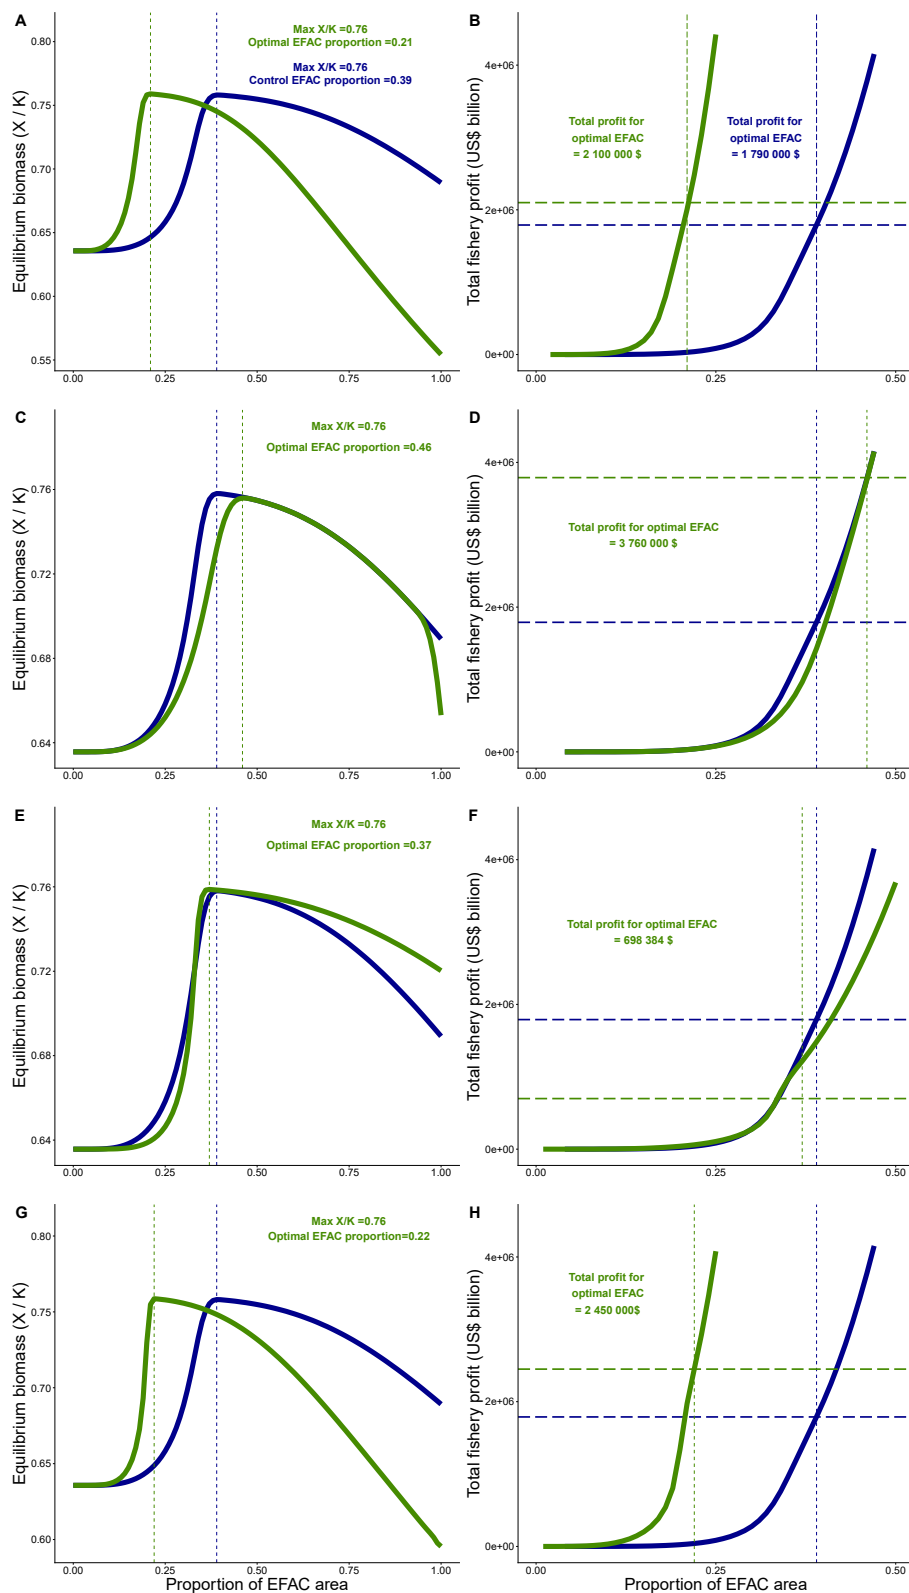 A
Max X/K =0.76
Optimal EFAC proportion =0.21
Max X/K =0.76
Control EFAC proportion =0.39
Equilibrium biomass (X / K)
0.80
0.75
0.70
0.65
0.60
0.55
0.00
0.25
0.50
0.75
1.00
B
Total profit for
optimal EFAC
= 2 100 000 $
Total profit for
optimal EFAC
= 1 790 000 $
Total fishery profit (US$ billion)
4e+06
2e+06
0e+00
0.00
0.25
0.50
C
Max X/K =0.76
Optimal EFAC proportion =0.46
Equilibrium biomass (X / K)
0.76
0.72
0.68
0.64
0.00
0.25
0.50
0.75
1.00
D
Total profit for optimal EFAC
= 3 760 000 $
Total fishery profit (US$ billion)
4e+06
2e+06
0e+00
0.00
0.25
0.50
E
Max X/K =0.76
Optimal EFAC proportion =0.37
Equilibrium biomass (X / K)
0.76
0.72
0.68
0.64
0.00
0.25
0.50
0.75
1.00
F
Total profit for optimal EFAC
= 698 384 $
Total fishery profit (US$ billion)
4e+06
2e+06
0e+00
0.00
0.25
0.50
G
Max X/K =0.76
Optimal EFAC proportion=0.22
Equilibrium biomass (X / K)
0.80
0.75
0.70
0.65
0.60
0.00
0.25
0.50
0.75
1.00
Proportion of EFAC area
H
Total profit for
optimal EFAC
= 2 450 000$
Total fishery profit (US$ billion)
4e+06
2e+06
0e+00
0.00
0.25
0.50
Proportion of EFAC area